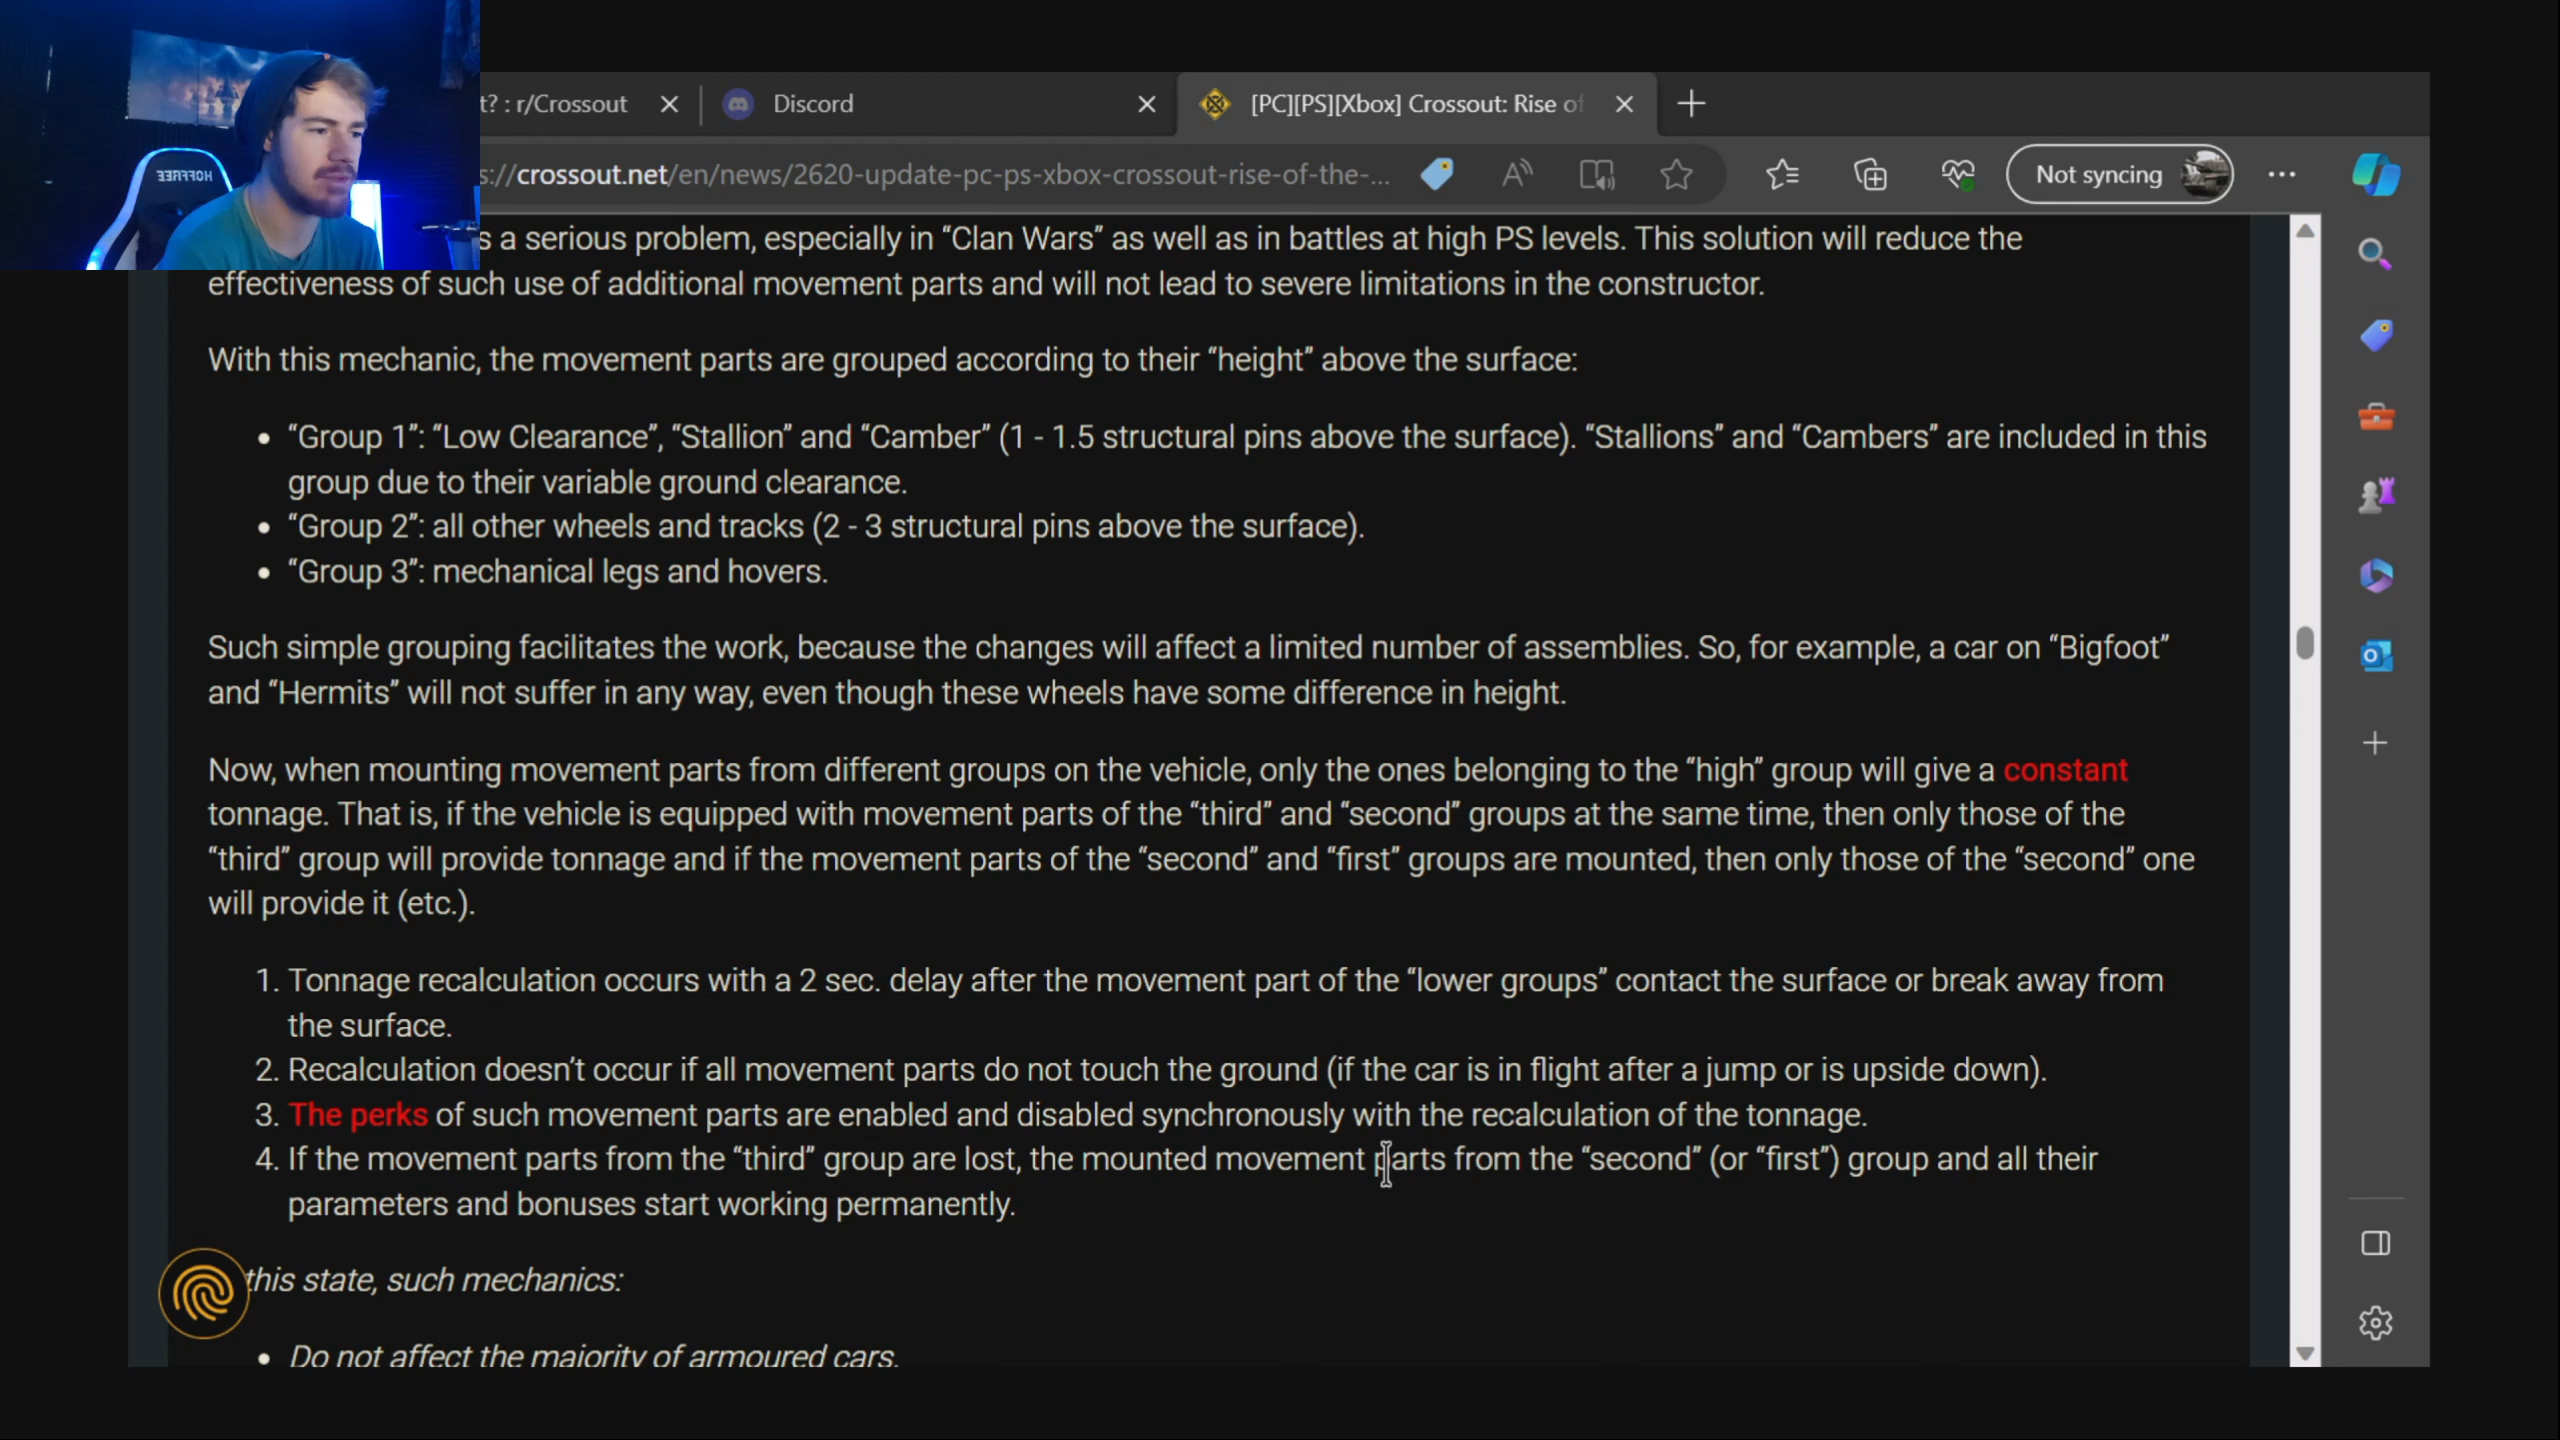 t? : r/Crossout
Discord
[PC][PS][Xbox] Crossout: Rise of
s://crossout.net/en/news/2620-update-pc-ps-xbox-crossout-rise-of-the-...
Not syncing
HOFFREE
s a serious problem, especially in “Clan Wars” as well as in battles at high PS levels. This solution will reduce the
effectiveness of such use of additional movement parts and will not lead to severe limitations in the constructor.
With this mechanic, the movement parts are grouped according to their “height” above the surface:
• “Group 1”: “Low Clearance”, “Stallion” and “Camber” (1 - 1.5 structural pins above the surface). “Stallions” and “Cambers” are included in this
group due to their variable ground clearance.
• “Group 2”: all other wheels and tracks (2 - 3 structural pins above the surface).
• “Group 3”: mechanical legs and hovers.
Such simple grouping facilitates the work, because the changes will affect a limited number of assemblies. So, for example, a car on “Bigfoot”
and “Hermits” will not suffer in any way, even though these wheels have some difference in height.
Now, when mounting movement parts from different groups on the vehicle, only the ones belonging to the “high” group will give a constant
tonnage. That is, if the vehicle is equipped with movement parts of the “third” and “second” groups at the same time, then only those of the
“third” group will provide tonnage and if the movement parts of the “second” and “first” groups are mounted, then only those of the “second” one
will provide it (etc.).
1. Tonnage recalculation occurs with a 2 sec. delay after the movement part of the “lower groups” contact the surface or break away from
the surface.
2. Recalculation doesn’t occur if all movement parts do not touch the ground (if the car is in flight after a jump or is upside down).
3. The perks of such movement parts are enabled and disabled synchronously with the recalculation of the tonnage.
4. If the movement parts from the “third” group are lost, the mounted movement parts from the “second” (or “first”) group and all their
parameters and bonuses start working permanently.
this state, such mechanics:
• Do not affect the majority of armoured cars.